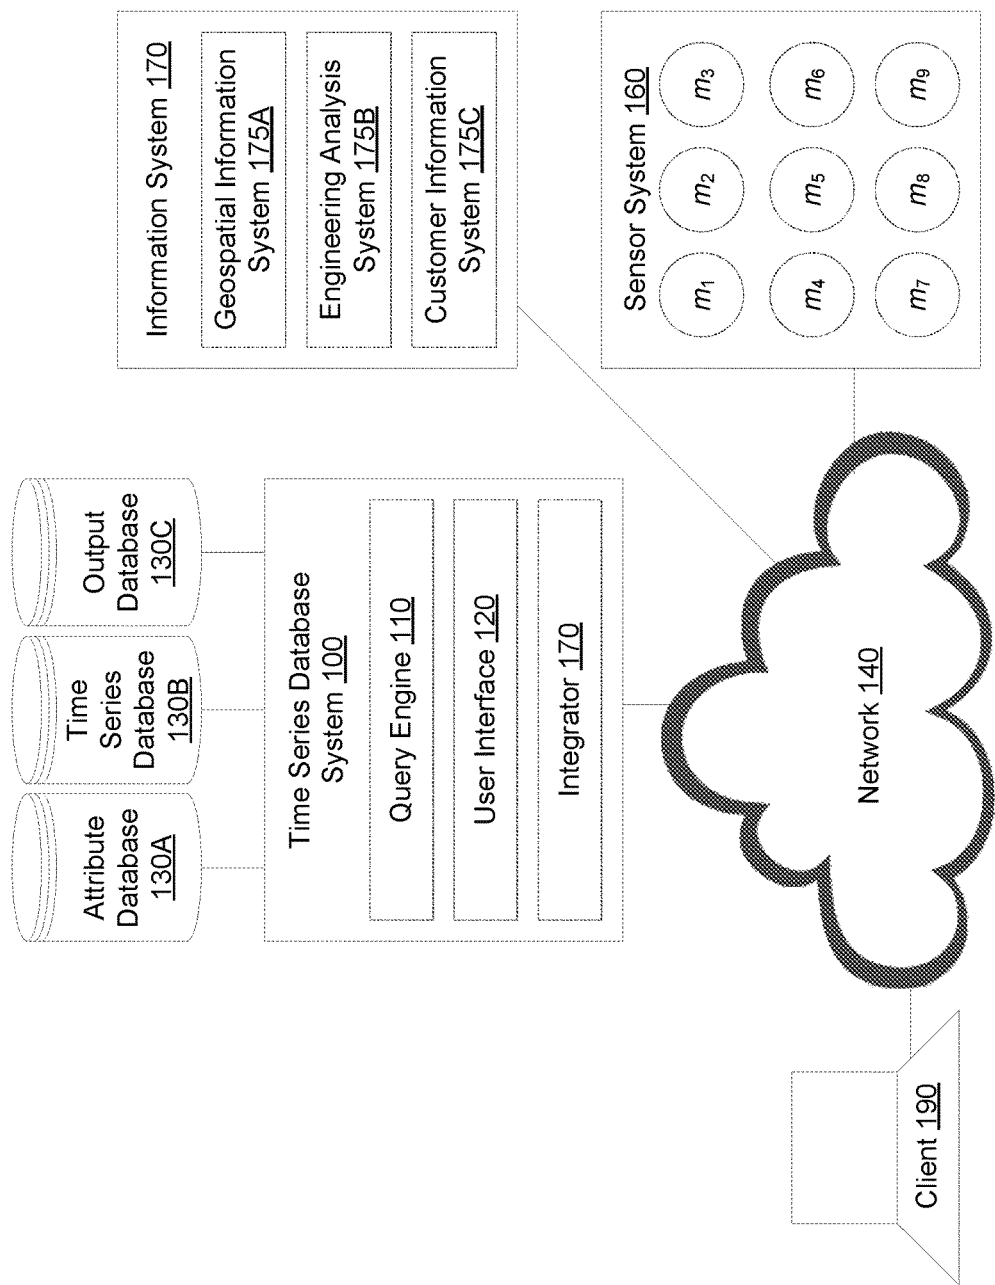 Attribute
Database
130A
Time
Series
Database
130B
Output
Database
130C
Time Series Database
System 100
Query Engine 110
User Interface 120
Integrator 170
Information System 170
Geospatial Information
System 175A
Engineering Analysis
System 175B
Customer Information
System 175C
Sensor System 160
m1 m2 m3
m4 m5 m6
m7 m8 m9
Network 140
Client 190